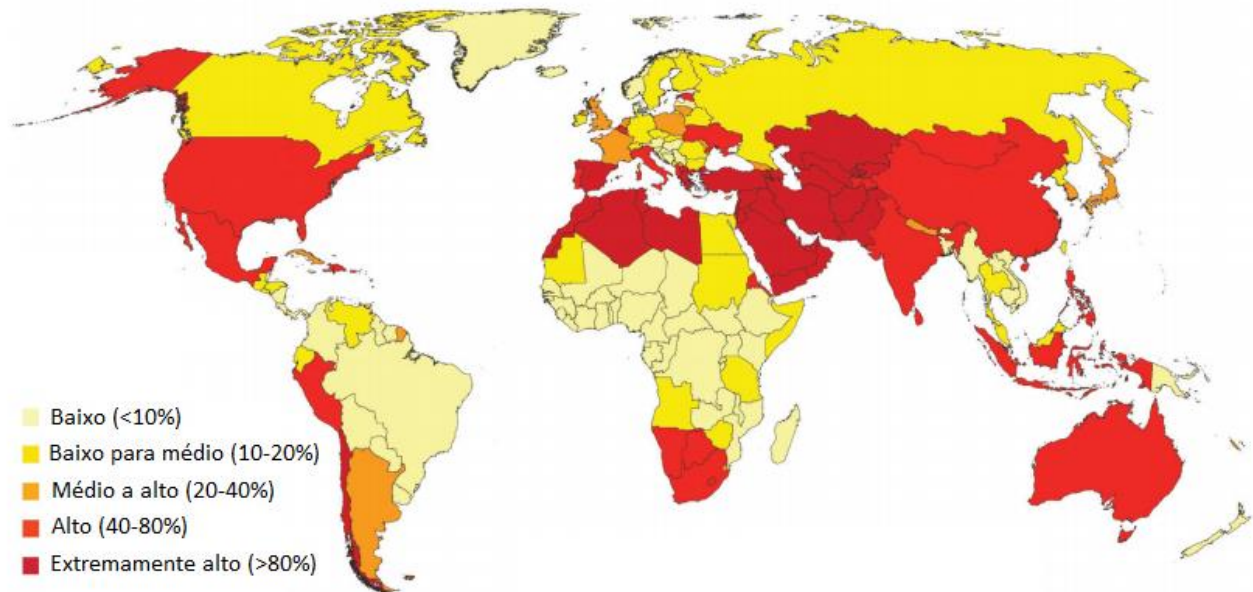 Baixo (<10%)
Baixo para médio (10-20%)
Médio a alto (20-40%)
Alto (40-80%)
Extremamente alto (>80%)